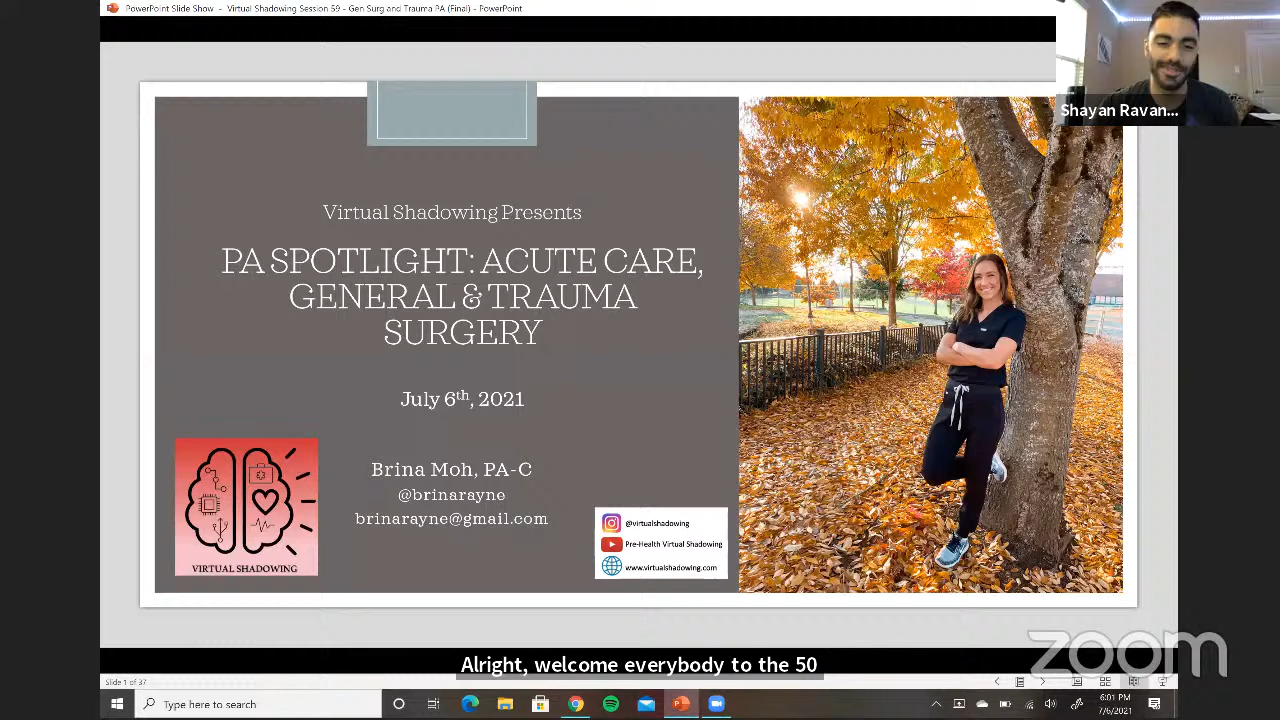 PowerPoint Slide Show - Virtual Shadowing Session 59 - Gen Surg and Trauma PA (Final) - PowerPoint
Shayan Ravan...
Virtual Shadowing Presents
PA SPOTLIGHT: ACUTE CARE,
GENERAL & TRAUMA
SURGERY
July 6th, 2021
Brina Moh, PA-C
@brinarayne
brinarayne@gmail.com
VIRTUAL SHADOWING
@virtualshadowing
Pre-Health Virtual Shadowing
www.virtualshadowing.com
zoom
Alright, welcome everybody to the 50
Slide 1 of 37
Type here to search
6:01 PM
7/6/2021